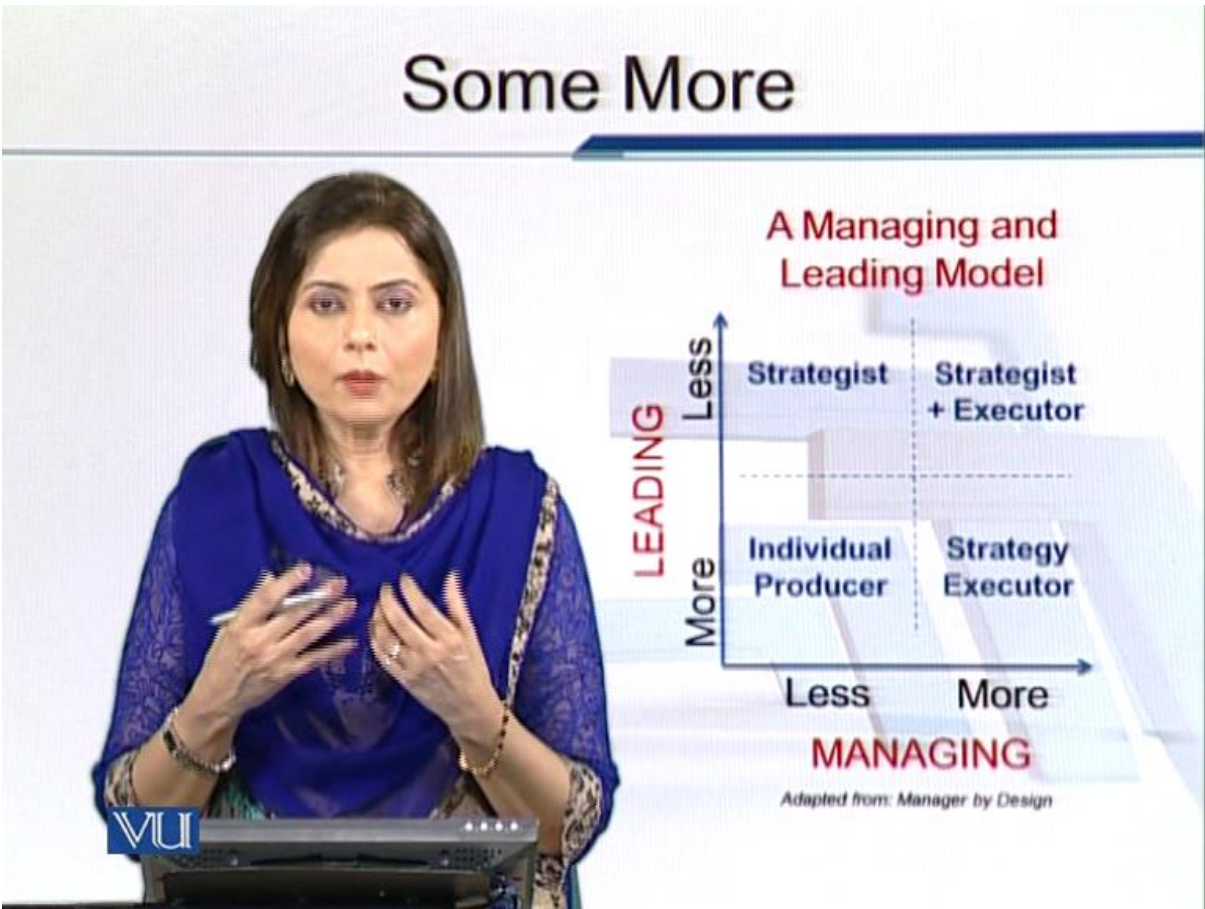 Some More
A Managing and
Leading Model
LEADING
Less
More
Strategist
Strategist
+ Executor
Individual
Producer
Strategy
Executor
Less More
MANAGING
Adapted from: Manager by Design
VU